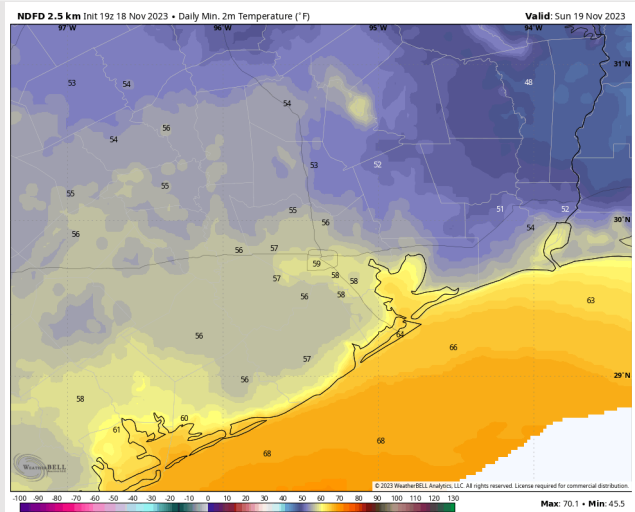 NDFD 2.5 km Init 19z 18 Nov 2023 • Daily Min. 2m Temperature (°F)
Valid: Sun 19 Nov 2023
97°W 96°W 95°W 94°W
31°N
48
53 54
54
56
54
53 52
55 55
55 51 52
30°N
56 56 54
56 57
59
57 58 58
56 58 63
56 64
66
57
29°N
56
58
60
61
68 68
WEATHERBELL
© 2023 WeatherBELL Analytics, LLC. All rights reserved. License required for commercial distribution.
-100 -90 -80 -70 -60 -50 -40 -30 -20 -10 0 10 20 30 40 50 60 70 80 90 100 110 120 130
Max: 70.1 • Min: 45.5